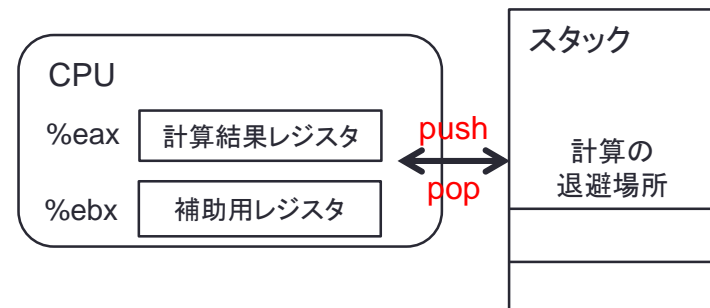 CPU
%eax 計算結果レジスタ
%ebx 補助用レジスタ
push
pop
スタック
計算の
退避場所